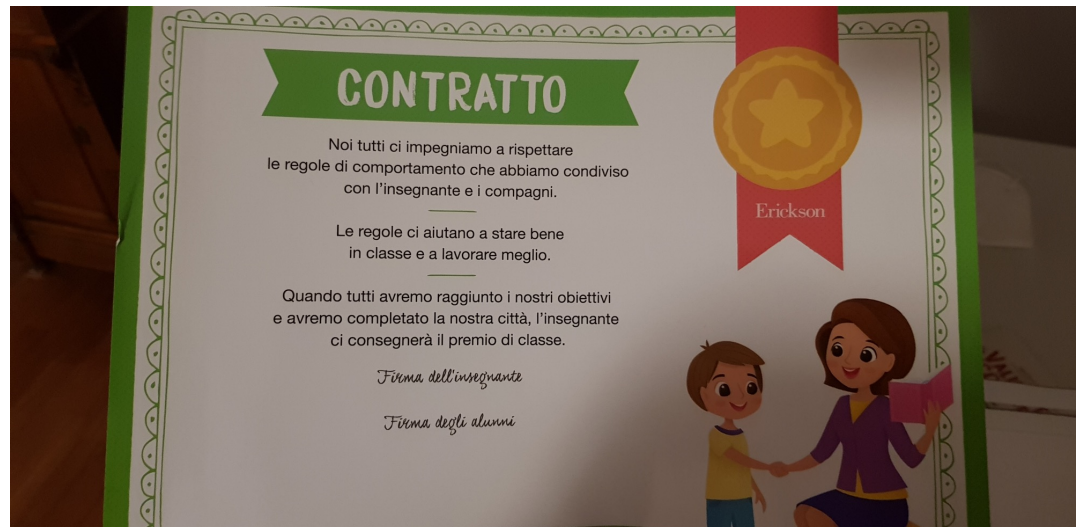 CONTRATTO
Noi tutti ci impegniamo a rispettare
le regole di comportamento che abbiamo condiviso
con l'insegnante e i compagni.
Le regole ci aiutano a stare bene
in classe e a lavorare meglio.
Quando tutti avremo raggiunto i nostri obiettivi
e avremo completato la nostra città, l'insegnante
ci consegnerà il premio di classe.
Firma dell'insegnante
Firma degli alunni
Erickson